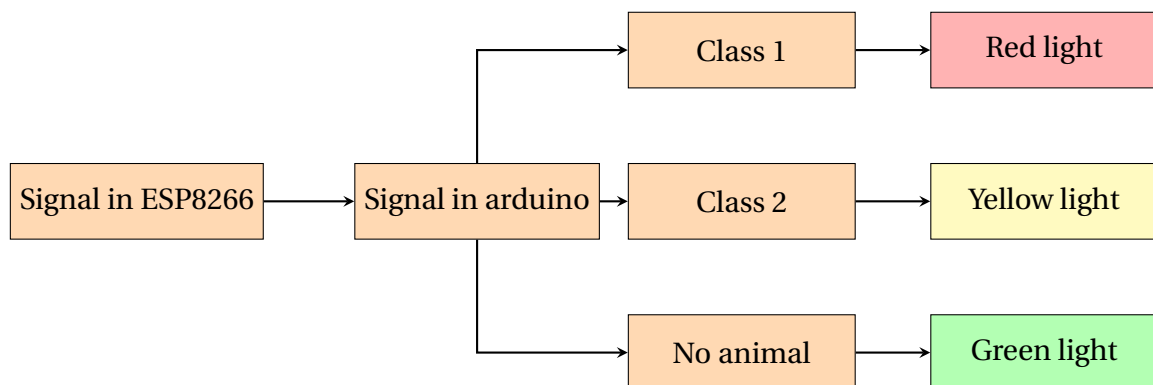 Class 1
Red light
Signal in ESP8266
Signal in arduino
Class 2
Yellow light
No animal
Green light